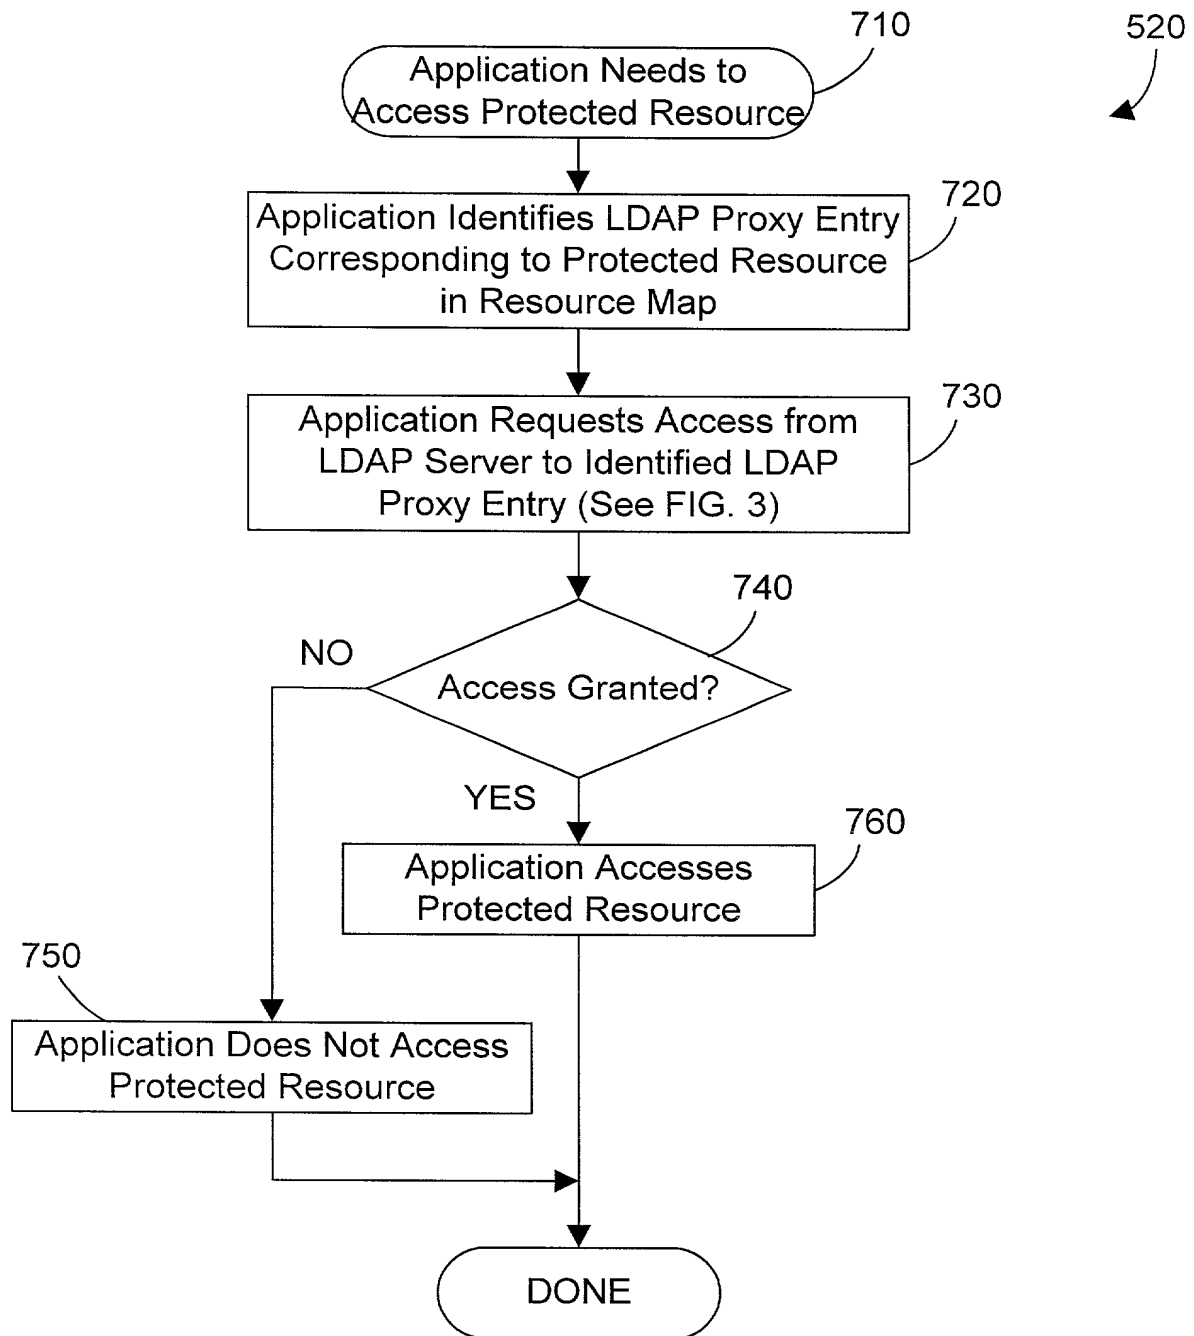 710
520
Application Needs to
Access Protected Resource
720
Application Identifies LDAP Proxy Entry
Corresponding to Protected Resource
in Resource Map
730
Application Requests Access from
LDAP Server to Identified LDAP
Proxy Entry (See FIG. 3)
740
NO
Access Granted?
YES
760
Application Accesses
Protected Resource
750
Application Does Not Access
Protected Resource
DONE